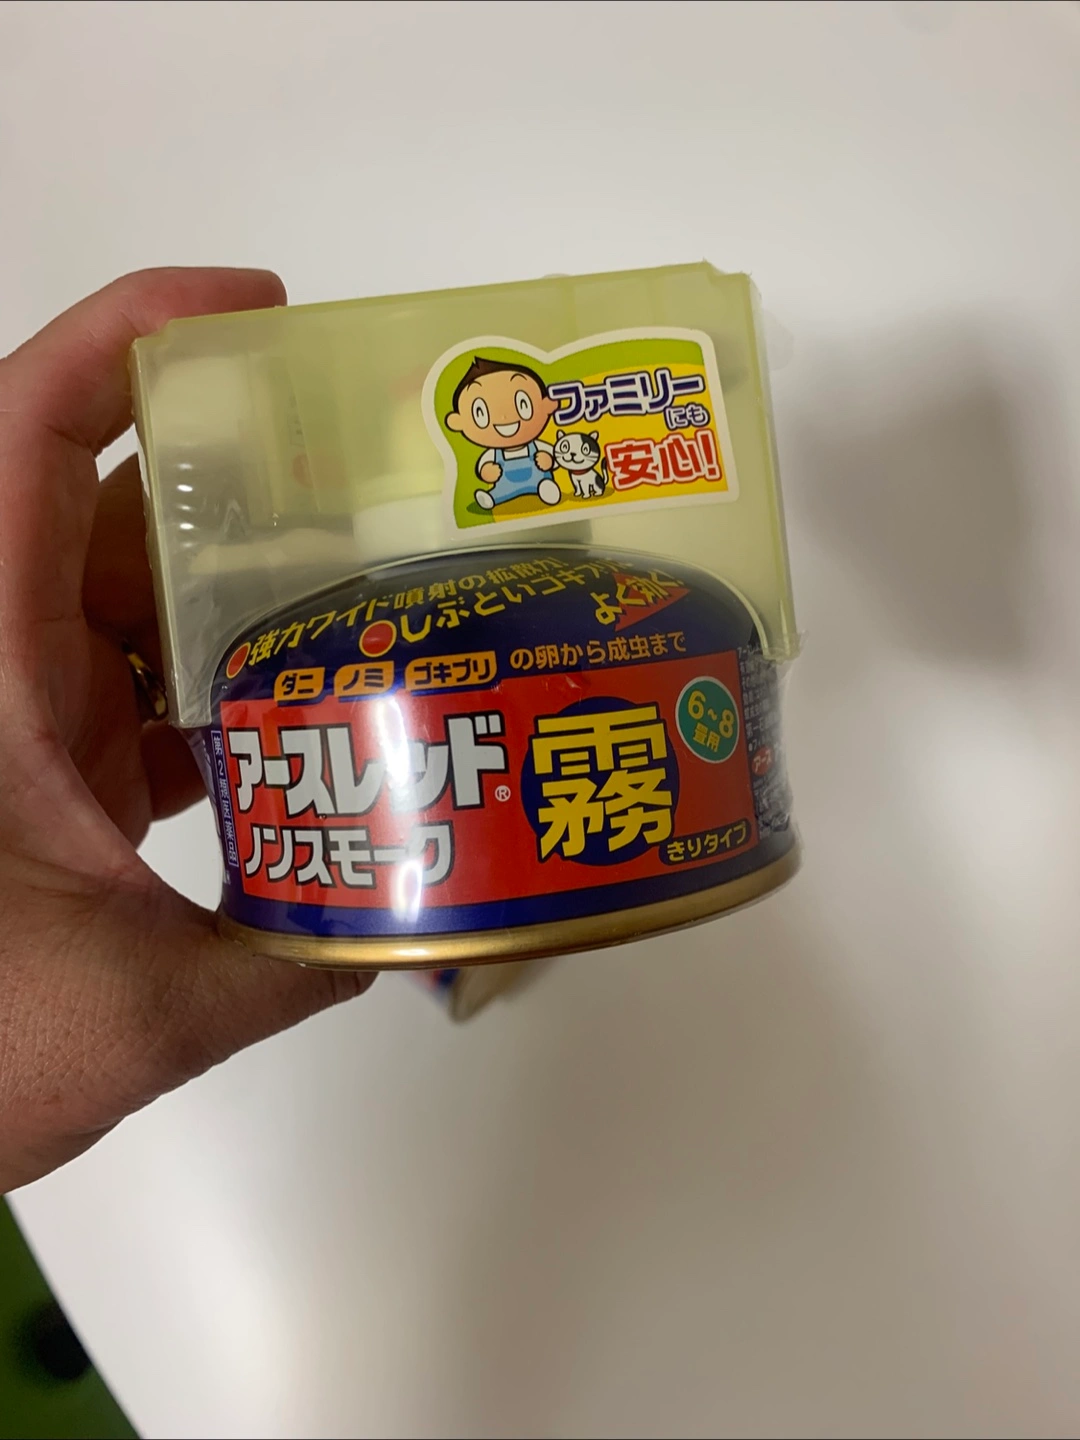 ファミリー
にも
安心!
●強力ワイド噴射の拡散力!
●しぶといゴキブリに
よく効く!
ダニ ノミ ゴキブリ の卵から成虫まで
アースレッド®
ノンスモーク
霧
きりタイプ
6~8
畳用
第2類医薬品
アース